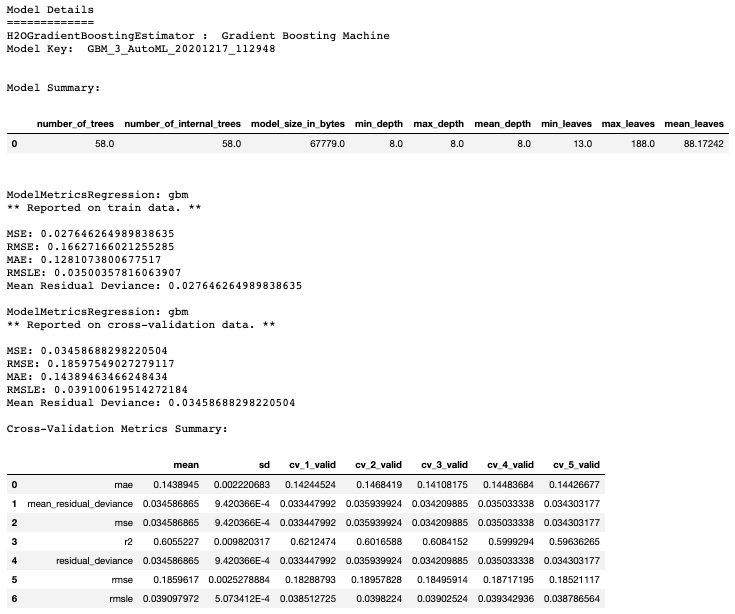 Model Details
=============
H2OGradientBoostingEstimator :  Gradient Boosting Machine
Model Key:  GBM_3_AutoML_20201217_112948
Model Summary:
number_of_trees number_of_internal_trees model_size_in_bytes min_depth max_depth mean_depth min_leaves max_leaves mean_leaves
0 58.0 58.0 67779.0 8.0 8.0 8.0 13.0 188.0 88.17242
ModelMetricsRegression: gbm
** Reported on train data. **
MSE: 0.027646264989838635
RMSE: 0.16627166021255285
MAE: 0.1281073800677517
RMSLE: 0.03500357816063907
Mean Residual Deviance: 0.027646264989838635
ModelMetricsRegression: gbm
** Reported on cross-validation data. **
MSE: 0.03458688298220504
RMSE: 0.18597549027279117
MAE: 0.14389463466248434
RMSLE: 0.039100619514272184
Mean Residual Deviance: 0.03458688298220504
Cross-Validation Metrics Summary:
mean sd cv_1_valid cv_2_valid cv_3_valid cv_4_valid cv_5_valid
0 mae 0.1438945 0.002220683 0.14244524 0.1468419 0.14108175 0.14483684 0.14426677
1 mean_residual_deviance 0.034586865 9.420366E-4 0.033447992 0.035939924 0.034209885 0.035033338 0.034303177
2 mse 0.034586865 9.420366E-4 0.033447992 0.035939924 0.034209885 0.035033338 0.034303177
3 r2 0.6055227 0.009820317 0.6212474 0.6016588 0.6084152 0.5999294 0.59636265
4 residual_deviance 0.034586865 9.420366E-4 0.033447992 0.035939924 0.034209885 0.035033338 0.034303177
5 rmse 0.1859617 0.0025278884 0.18288793 0.18957828 0.18495914 0.18717195 0.18521117
6 rmsle 0.039097972 5.073412E-4 0.038512725 0.0398224 0.03902524 0.039342936 0.038786564